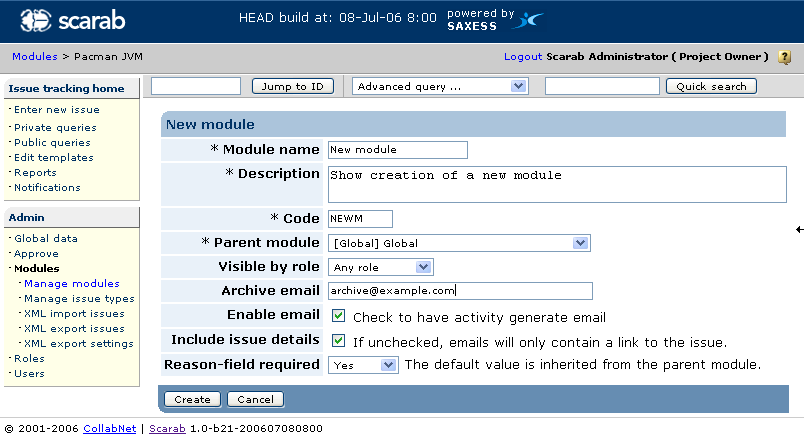 scarab
HEAD build at: 08-Jul-06 8:00 powered by SAXESS
Modules > Pacman JVM
Logout Scarab Administrator ( Project Owner ) ?
Issue tracking home
Jump to ID Advanced query ... Quick search
Enter new issue
Private queries
Public queries
Edit templates
Reports
Notifications
Admin
Global data
Approve
Modules
Manage modules
Manage issue types
XML import issues
XML export issues
XML export settings
Roles
Users
New module
* Module name New module
* Description Show creation of a new module
* Code NEWM
* Parent module [Global] Global
Visible by role Any role
Archive email archive@example.com
Enable email Check to have activity generate email
Include issue details If unchecked, emails will only contain a link to the issue.
Reason-field required Yes The default value is inherited from the parent module.
Create Cancel
© 2001-2006 CollabNet | Scarab 1.0-b21-200607080800